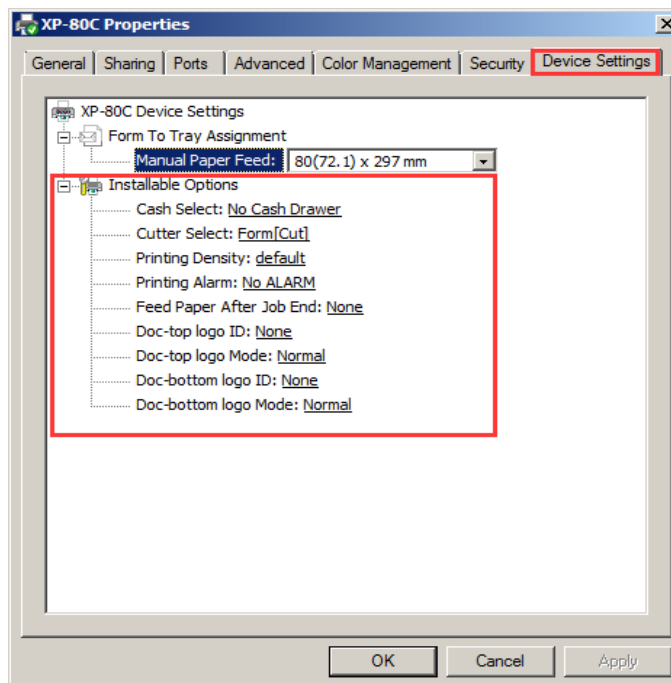 XP-80C Properties
General Sharing Ports Advanced Color Management Security Device Settings
XP-80C Device Settings
Form To Tray Assignment
Manual Paper Feed: 80(72.1) x 297 mm
Installable Options
Cash Select: No Cash Drawer
Cutter Select: Form[Cut]
Printing Density: default
Printing Alarm: No ALARM
Feed Paper After Job End: None
Doc-top logo ID: None
Doc-top logo Mode: Normal
Doc-bottom logo ID: None
Doc-bottom logo Mode: Normal
OK Cancel Apply